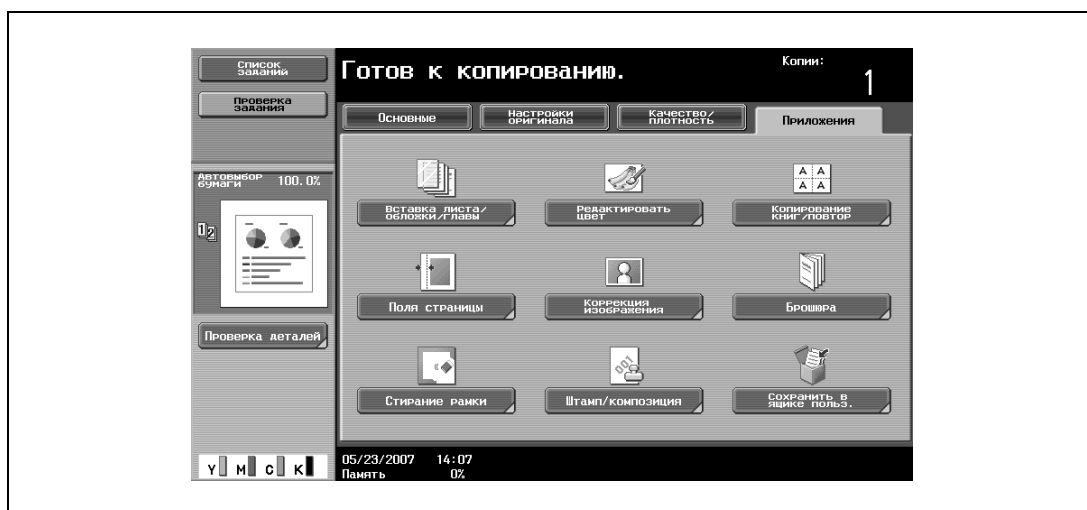 Список
заданий
Проверка
задания
Готов к копированию.
Копии:
1
Основные
Настройки
оригинала
Качество/
плотность
Приложения
Автовыбор
бумаги
100.0%
12
Проверка деталей
Вставка листа/
обложки/главы
Редактировать
цвет
A A
A A
Копирование
книг/повтор
Поля страницы
Коррекция
изображения
Брошюра
Стирание рамки
001
Штамп/композиция
Сохранить в
ящике польз.
Y M C K
05/23/2007 14:07
Память 0%